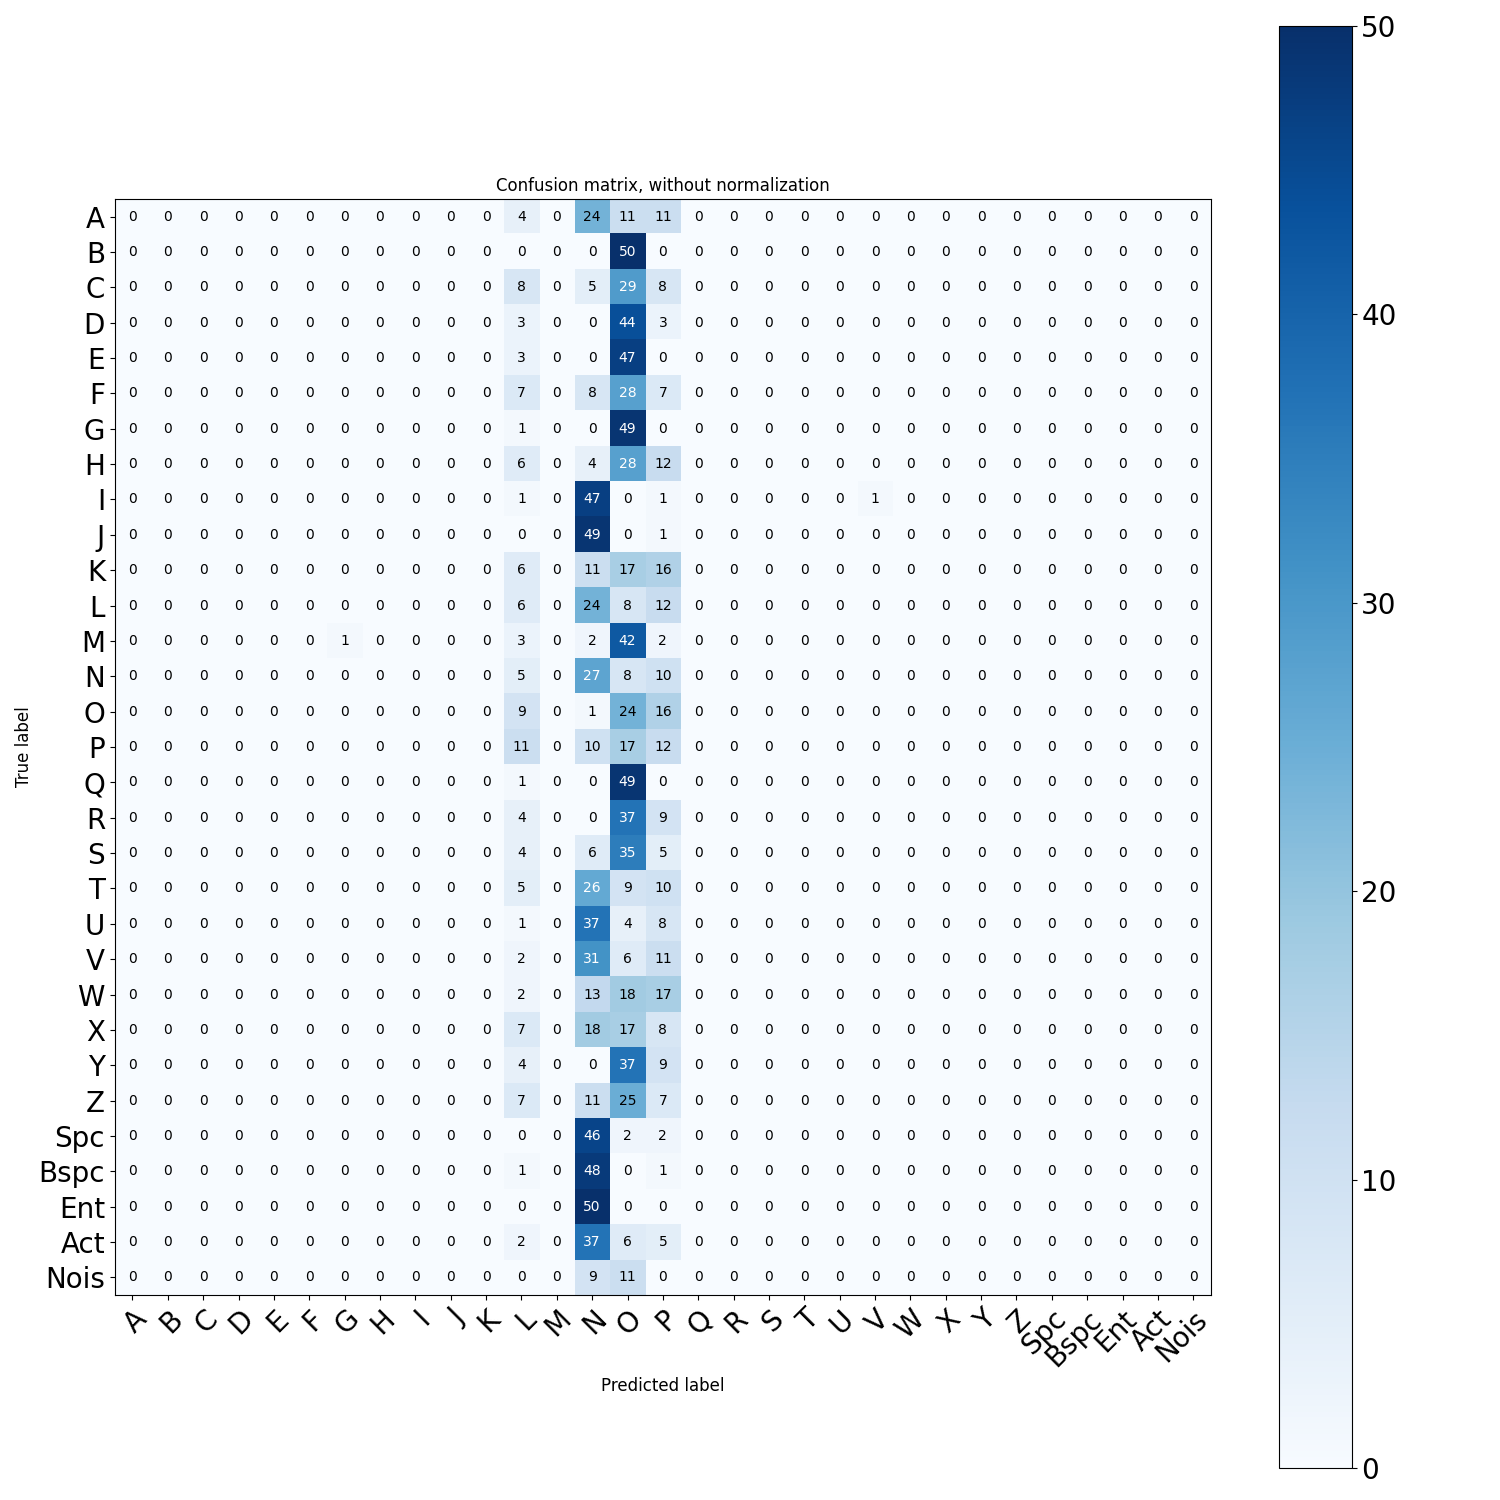 Confusion matrix, without normalization
A 0 0 0 0 0 0 0 0 0 0 0 4 0 24 11 11 0 0 0 0 0 0 0 0 0 0 0 0 0 0 0
B 0 0 0 0 0 0 0 0 0 0 0 0 0 0 50 0 0 0 0 0 0 0 0 0 0 0 0 0 0 0 0
C 0 0 0 0 0 0 0 0 0 0 0 8 0 5 29 8 0 0 0 0 0 0 0 0 0 0 0 0 0 0 0
D 0 0 0 0 0 0 0 0 0 0 0 3 0 0 44 3 0 0 0 0 0 0 0 0 0 0 0 0 0 0 0
E 0 0 0 0 0 0 0 0 0 0 0 3 0 0 47 0 0 0 0 0 0 0 0 0 0 0 0 0 0 0 0
F 0 0 0 0 0 0 0 0 0 0 0 7 0 8 28 7 0 0 0 0 0 0 0 0 0 0 0 0 0 0 0
G 0 0 0 0 0 0 0 0 0 0 0 1 0 0 49 0 0 0 0 0 0 0 0 0 0 0 0 0 0 0 0
H 0 0 0 0 0 0 0 0 0 0 0 6 0 4 28 12 0 0 0 0 0 0 0 0 0 0 0 0 0 0 0
I 0 0 0 0 0 0 0 0 0 0 0 1 0 47 0 1 0 0 0 0 0 1 0 0 0 0 0 0 0 0 0
J 0 0 0 0 0 0 0 0 0 0 0 0 0 49 0 1 0 0 0 0 0 0 0 0 0 0 0 0 0 0 0
K 0 0 0 0 0 0 0 0 0 0 0 6 0 11 17 16 0 0 0 0 0 0 0 0 0 0 0 0 0 0 0
L 0 0 0 0 0 0 0 0 0 0 0 6 0 24 8 12 0 0 0 0 0 0 0 0 0 0 0 0 0 0 0
M 0 0 0 0 0 0 1 0 0 0 0 3 0 2 42 2 0 0 0 0 0 0 0 0 0 0 0 0 0 0 0
N 0 0 0 0 0 0 0 0 0 0 0 5 0 27 8 10 0 0 0 0 0 0 0 0 0 0 0 0 0 0 0
O 0 0 0 0 0 0 0 0 0 0 0 9 0 1 24 16 0 0 0 0 0 0 0 0 0 0 0 0 0 0 0
P 0 0 0 0 0 0 0 0 0 0 0 11 0 10 17 12 0 0 0 0 0 0 0 0 0 0 0 0 0 0 0
Q 0 0 0 0 0 0 0 0 0 0 0 1 0 0 49 0 0 0 0 0 0 0 0 0 0 0 0 0 0 0 0
R 0 0 0 0 0 0 0 0 0 0 0 4 0 0 37 9 0 0 0 0 0 0 0 0 0 0 0 0 0 0 0
S 0 0 0 0 0 0 0 0 0 0 0 4 0 6 35 5 0 0 0 0 0 0 0 0 0 0 0 0 0 0 0
T 0 0 0 0 0 0 0 0 0 0 0 5 0 26 9 10 0 0 0 0 0 0 0 0 0 0 0 0 0 0 0
U 0 0 0 0 0 0 0 0 0 0 0 1 0 37 4 8 0 0 0 0 0 0 0 0 0 0 0 0 0 0 0
V 0 0 0 0 0 0 0 0 0 0 0 2 0 31 6 11 0 0 0 0 0 0 0 0 0 0 0 0 0 0 0
W 0 0 0 0 0 0 0 0 0 0 0 2 0 13 18 17 0 0 0 0 0 0 0 0 0 0 0 0 0 0 0
X 0 0 0 0 0 0 0 0 0 0 0 7 0 18 17 8 0 0 0 0 0 0 0 0 0 0 0 0 0 0 0
Y 0 0 0 0 0 0 0 0 0 0 0 4 0 0 37 9 0 0 0 0 0 0 0 0 0 0 0 0 0 0 0
Z 0 0 0 0 0 0 0 0 0 0 0 7 0 11 25 7 0 0 0 0 0 0 0 0 0 0 0 0 0 0 0
Spc 0 0 0 0 0 0 0 0 0 0 0 0 0 46 2 2 0 0 0 0 0 0 0 0 0 0 0 0 0 0 0
Bspc 0 0 0 0 0 0 0 0 0 0 0 1 0 48 0 1 0 0 0 0 0 0 0 0 0 0 0 0 0 0 0
Ent 0 0 0 0 0 0 0 0 0 0 0 0 0 50 0 0 0 0 0 0 0 0 0 0 0 0 0 0 0 0 0
Act 0 0 0 0 0 0 0 0 0 0 0 2 0 37 6 5 0 0 0 0 0 0 0 0 0 0 0 0 0 0 0
Nois 0 0 0 0 0 0 0 0 0 0 0 0 0 9 11 0 0 0 0 0 0 0 0 0 0 0 0 0 0 0 0
A B C D E F G H I J K L M N O P Q R S T U V W X Y Z Spc Bspc Ent Act Nois
Predicted label
True label
50
40
30
20
10
0